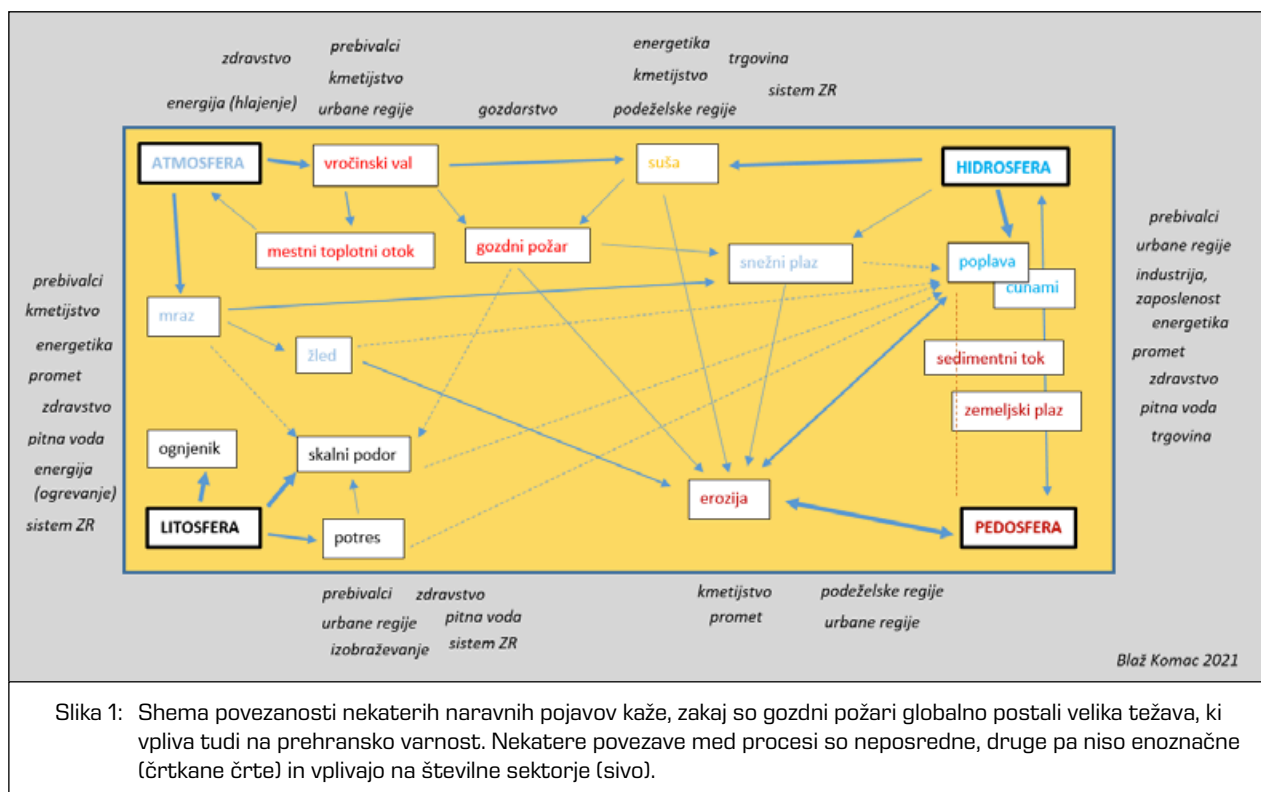 prebivalci
zdravstvo
kmetijstvo
energija (hlajenje)
urbane regije
gozdarstvo
energetika
trgovina
kmetijstvo
sistem ZR
podeželske regije
ATMOSFERA
vročinski val
suša
HIDROSFERA
mestni toplotni otok
gozdni požar
snežni plaz
poplava
čunami
mraz
žled
sedimentni tok
zemeljski plaz
ognjenik
skalni podor
erozija
LITOSFERA
potres
PEDOSFERA
prebivalci
kmetijstvo
energetika
promet
zdravstvo
pitna voda
energija
(ogrevanje)
sistem ZR
prebivalci
urbane regije
industrija,
zaposlenost
energetika
promet
zdravstvo
pitna voda
trgovina
prebivalci
zdravstvo
urbane regije
pitna voda
izobraževanje
sistem ZR
kmetijstvo
promet
podeželske regije
urbane regije
Blaž Komac 2021
Slika 1: Shema povezanosti nekaterih naravnih pojavov kaže, zakaj so gozdni požari globalno postali velika težava, ki
vpliva tudi na prehransko varnost. Nekatere povezave med procesi so neposredne, druge pa niso enoznačne
(črtkane črte) in vplivajo na številne sektorje (sivo).